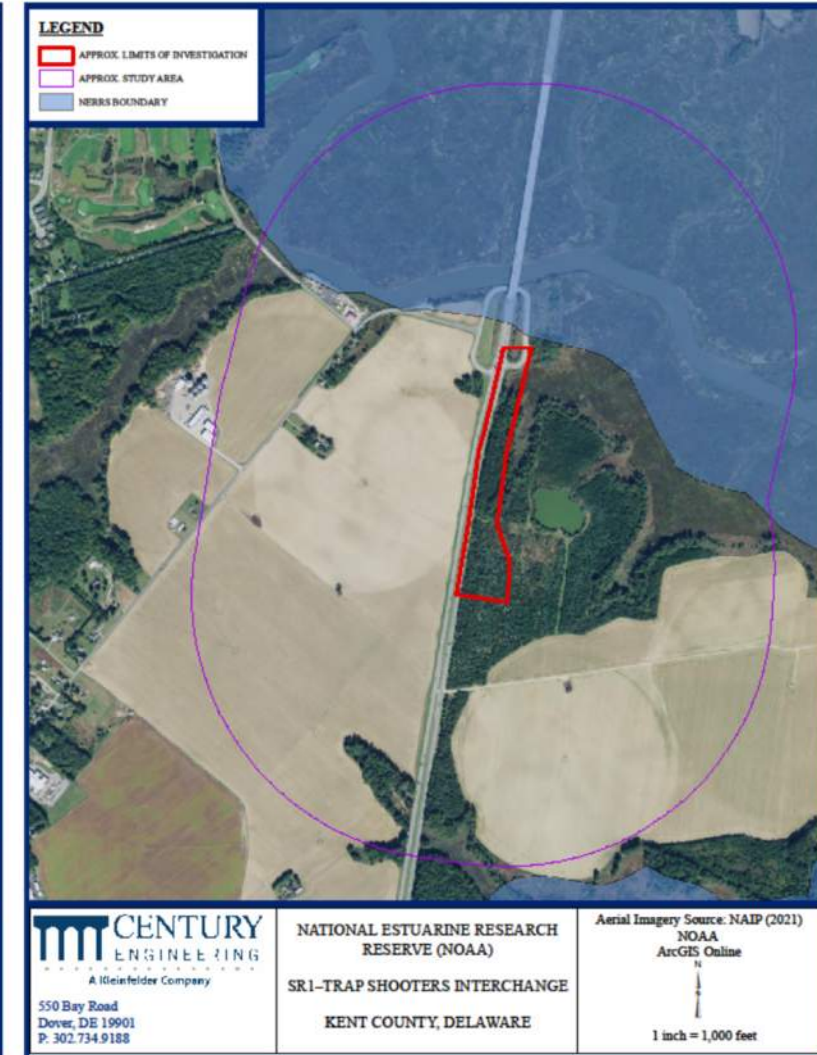 LEGEND
APPROX. LIMITS OF INVESTIGATION
APPROX. STUDY AREA
NERRS BOUNDARY
CENTURY
ENGINEERING
A Kleinfelder Company
550 Bay Road
Dover, DE 19901
P: 302.734.9188
NATIONAL ESTUARINE RESEARCH
RESERVE (NOAA)
SR1–TRAP SHOOTERS INTERCHANGE
KENT COUNTY, DELAWARE
Aerial Imagery Source: NAIP (2021)
NOAA
ArcGIS Online
N
1 inch = 1,000 feet